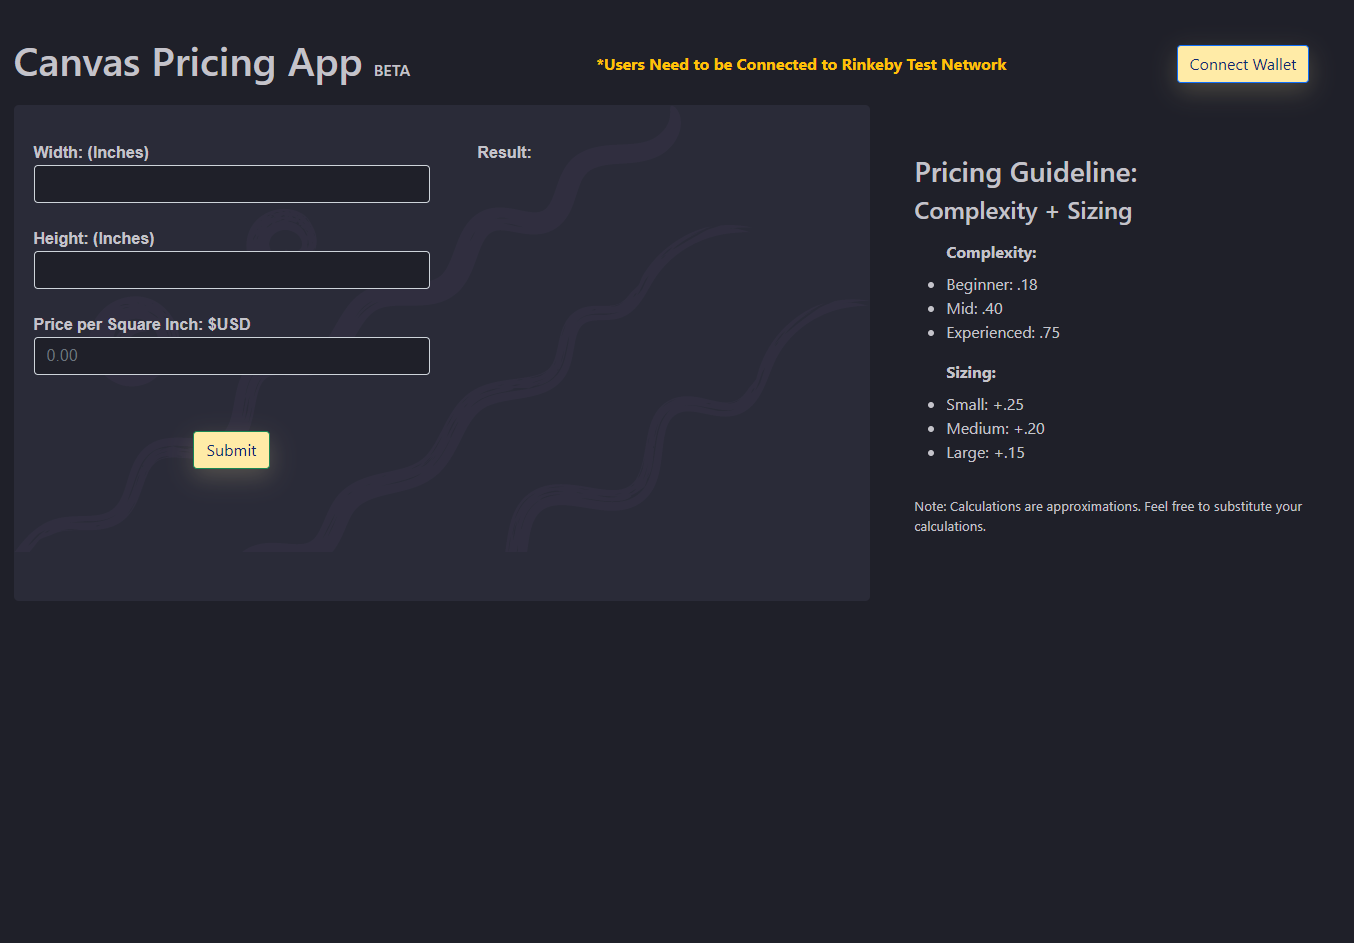 Canvas Pricing App BETA
*Users Need to be Connected to Rinkeby Test Network
Connect Wallet
Width: (Inches)
Height: (Inches)
Price per Square Inch: $USD
0.00
Submit
Result:
Pricing Guideline:
Complexity + Sizing
Complexity:
Beginner: .18
Mid: .40
Experienced: .75
Sizing:
Small: +.25
Medium: +.20
Large: +.15
Note: Calculations are approximations. Feel free to substitute your
calculations.